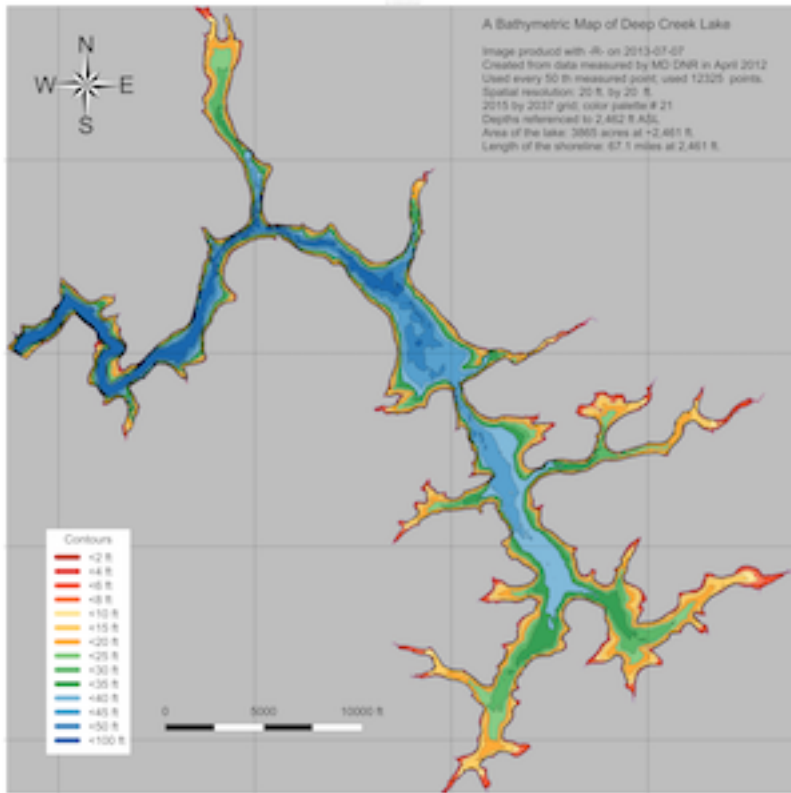 A Bathymetric Map of Deep Creek Lake
Image producd with -R- on 2013-07-07
Created from data measured by MD DNR in April 2012
Used every 50 th measured point; used 12325 points.
Spatial resolution: 20 ft. by 20 ft.
2015 by 2037 grid; color palette # 21
Depths referenced to 2,462 ft ASL
Area of the lake: 3865 acres at ~2,461 ft.
Length of the shoreline: 67.1 miles at 2,461 ft.
N
W E
S
Contours
<2 ft
<4 ft
<6 ft
<8 ft
<10 ft
<15 ft
<20 ft
<25 ft
<30 ft
<35 ft
<40 ft
<45 ft
<50 ft
<100 ft
0 5000 10000 ft